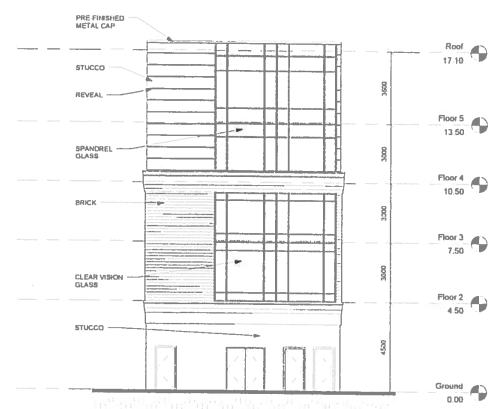 PRE-FINISHED
METAL CAP
STUCCO
REVEAL
SPANDREL
GLASS
BRICK
CLEAR VISION
GLASS
STUCCO
Roof
17.10
3600
Floor 5
13.50
3000
Floor 4
10.50
3000
Floor 3
7.50
3000
Floor 2
4.50
4500
Ground
0.00